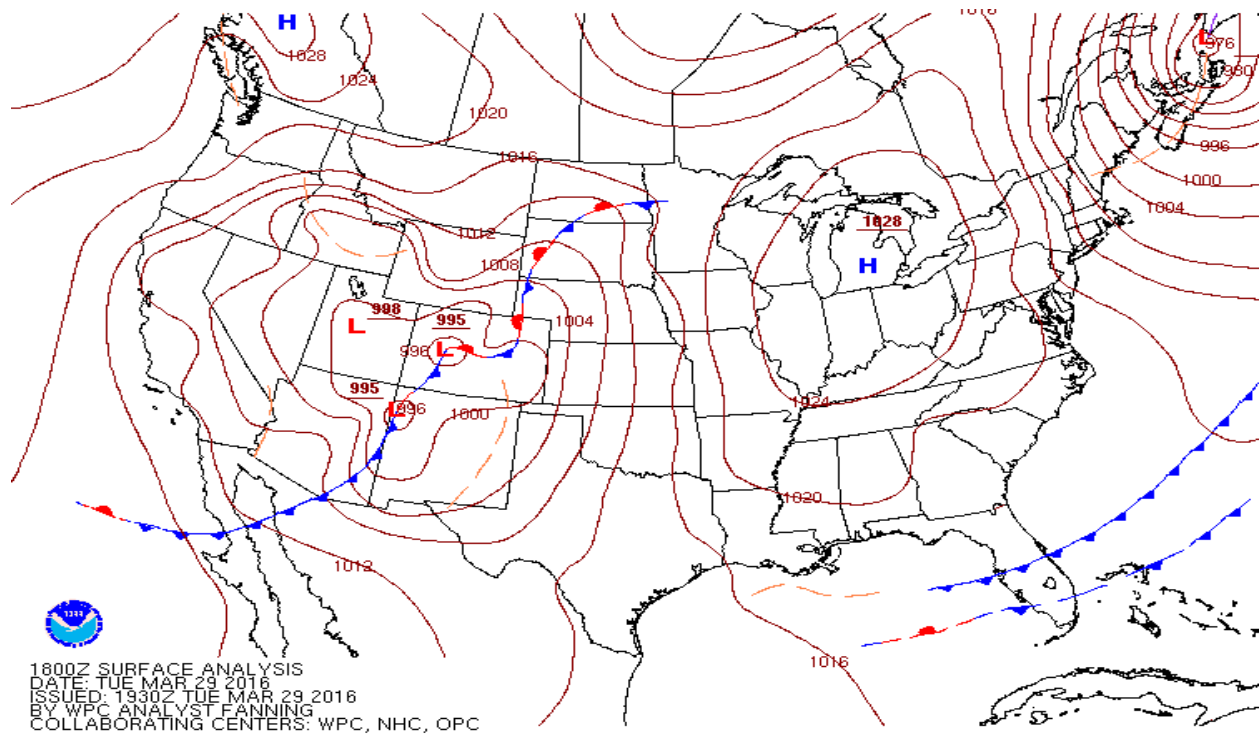 1016
H
L
976
1028
980
1024
1020
996
1016
1000
1004
1028
1012
H
1008
998
995
1004
L
L
996
995
L
996
1000
1024
1020
1012
1016
1800Z SURFACE ANALYSIS
DATE: TUE MAR 29 2016
ISSUED: 1930Z TUE MAR 29 2016
BY WPC ANALYST FANNING
COLLABORATING CENTERS: WPC, NHC, OPC